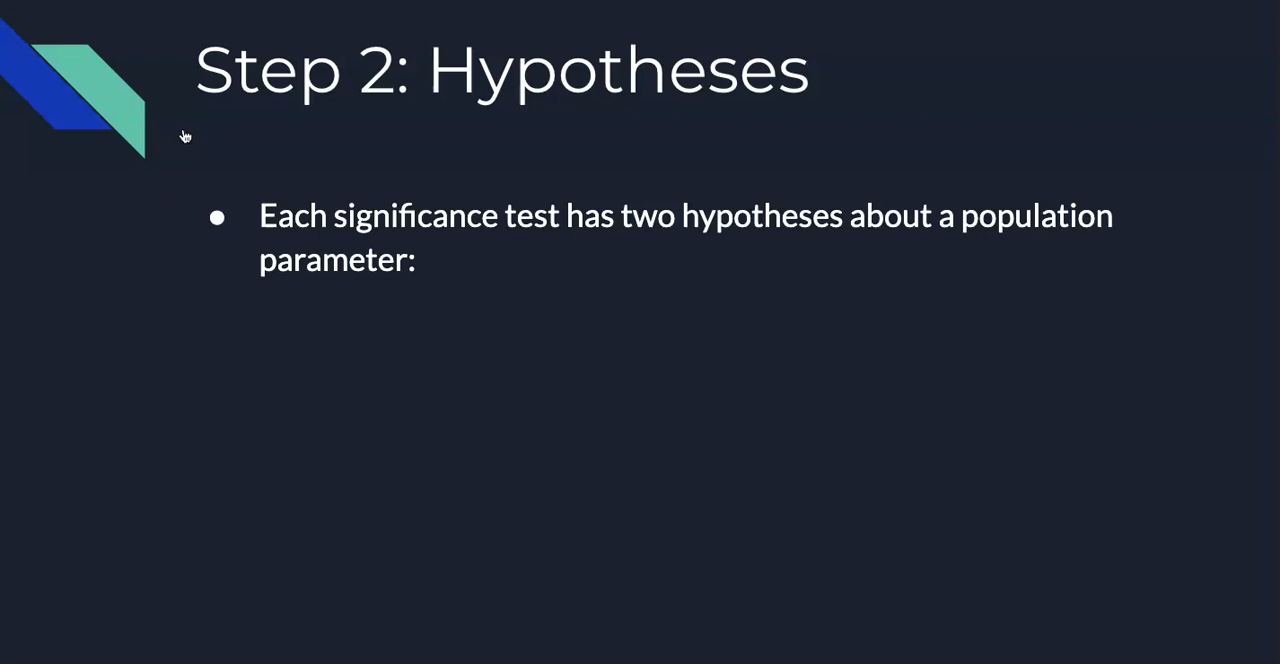 Step 2: Hypotheses
● Each significance test has two hypotheses about a population
parameter: